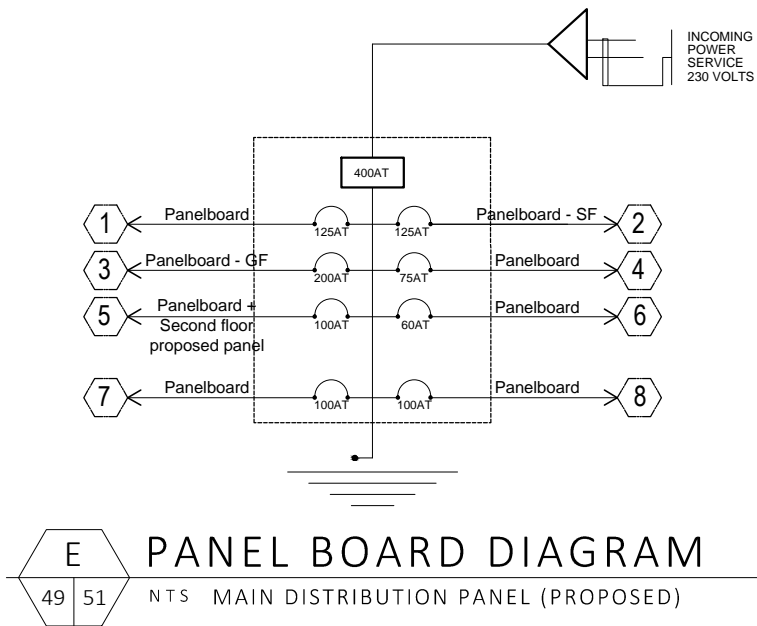 INCOMING
POWER
SERVICE
230 VOLTS
400AT
1
Panelboard
125AT
125AT
Panelboard - SF
2
3
Panelboard - GF
200AT
75AT
Panelboard
4
5
Panelboard +
Second floor
proposed panel
100AT
60AT
Panelboard
6
7
Panelboard
100AT
100AT
Panelboard
8
E
49 51
PANEL BOARD DIAGRAM
NTS MAIN DISTRIBUTION PANEL (PROPOSED)